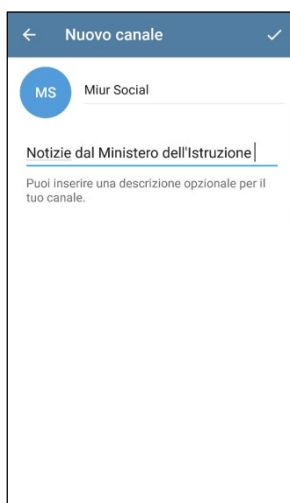 Nuovo canale
MS
Miur Social
Notizie dal Ministero dell'Istruzione
Puoi inserire una descrizione opzionale per il
tuo canale.